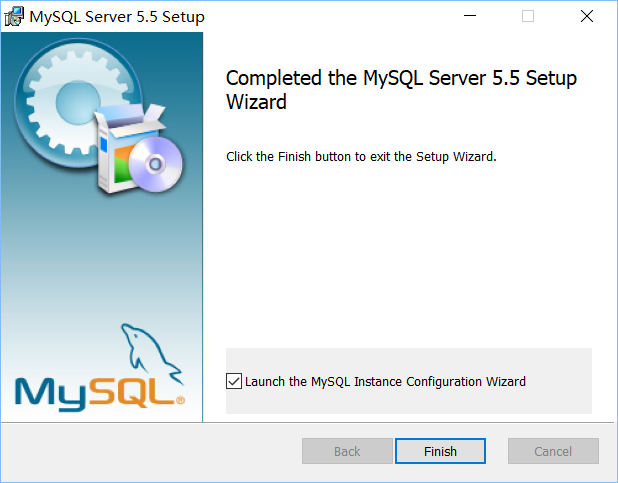 MySQL Server 5.5 Setup
Completed the MySQL Server 5.5 Setup
Wizard
Click the Finish button to exit the Setup Wizard.
MySQL®
Launch the MySQL Instance Configuration Wizard
Back
Finish
Cancel